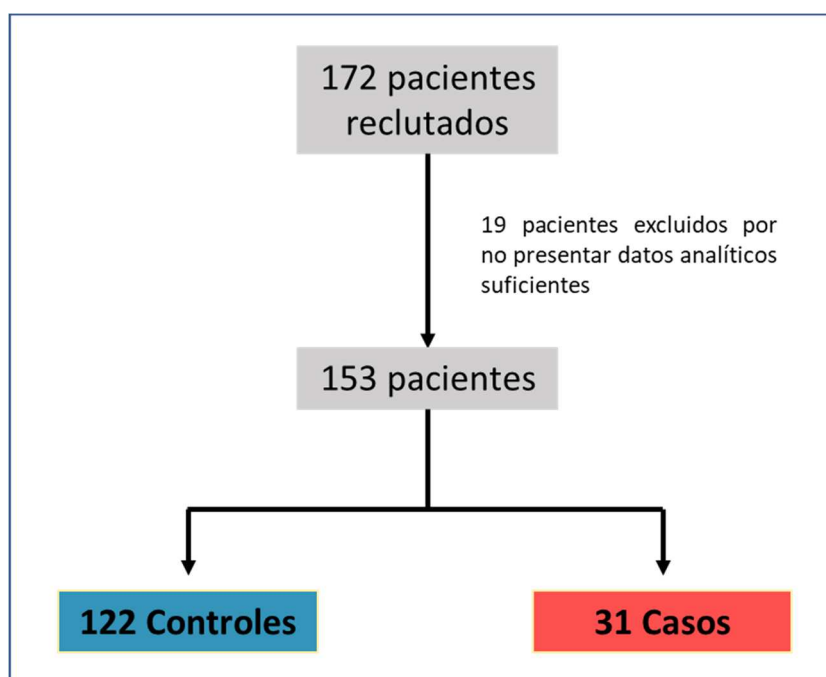 172 pacientes
reclutados
19 pacientes excluidos por
no presentar datos analíticos
suficientes
153 pacientes
122 Controles
31 Casos